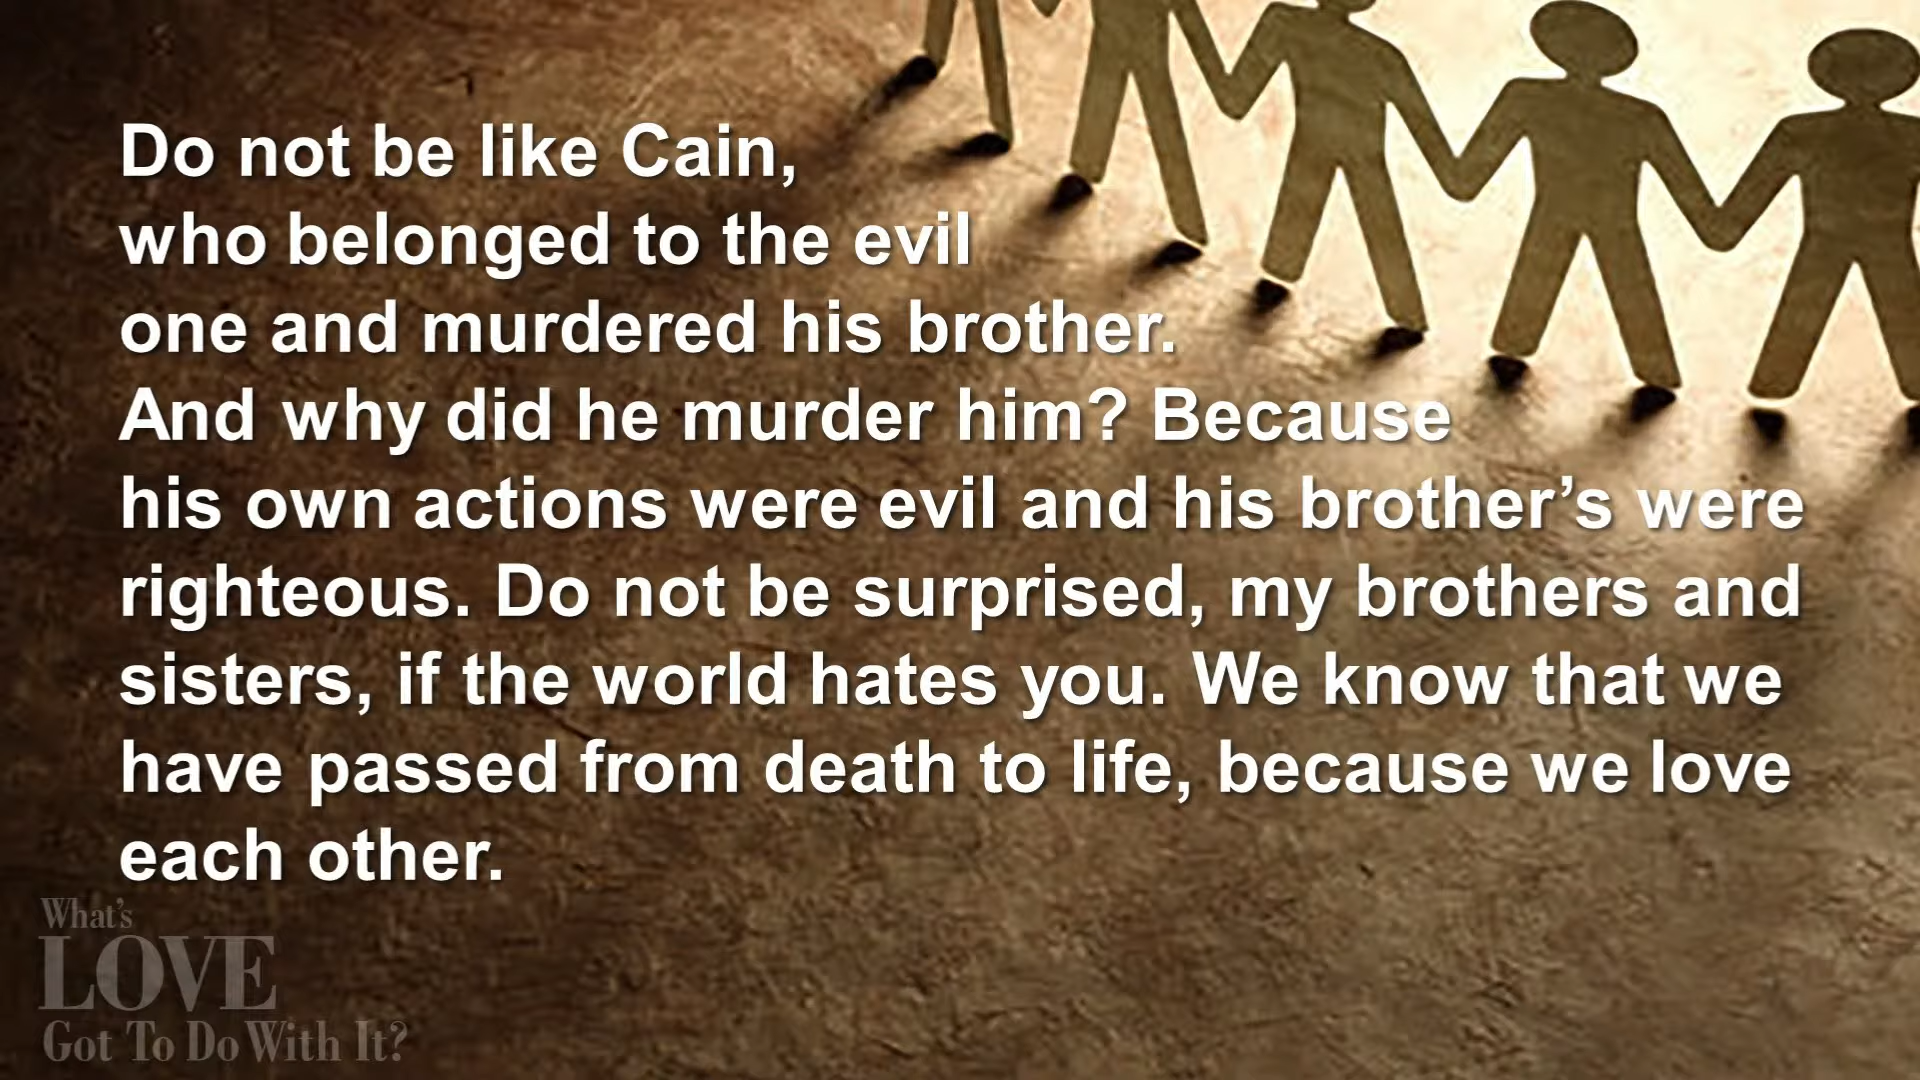 Do not be like Cain,
who belonged to the evil
one and murdered his brother.
And why did he murder him? Because
his own actions were evil and his brother’s were
righteous. Do not be surprised, my brothers and
sisters, if the world hates you. We know that we
have passed from death to life, because we love
each other.
What's
LOVE
Got To Do With It?